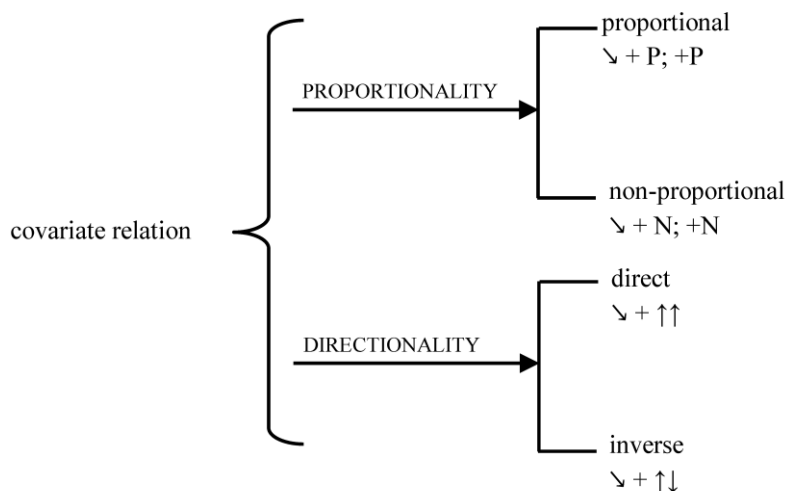 proportional
↘ + P; +P
PROPORTIONALITY
non-proportional
↘ + N; +N
covariate relation
direct
↘ + ↑↑
DIRECTIONALITY
inverse
↘ + ↑↓